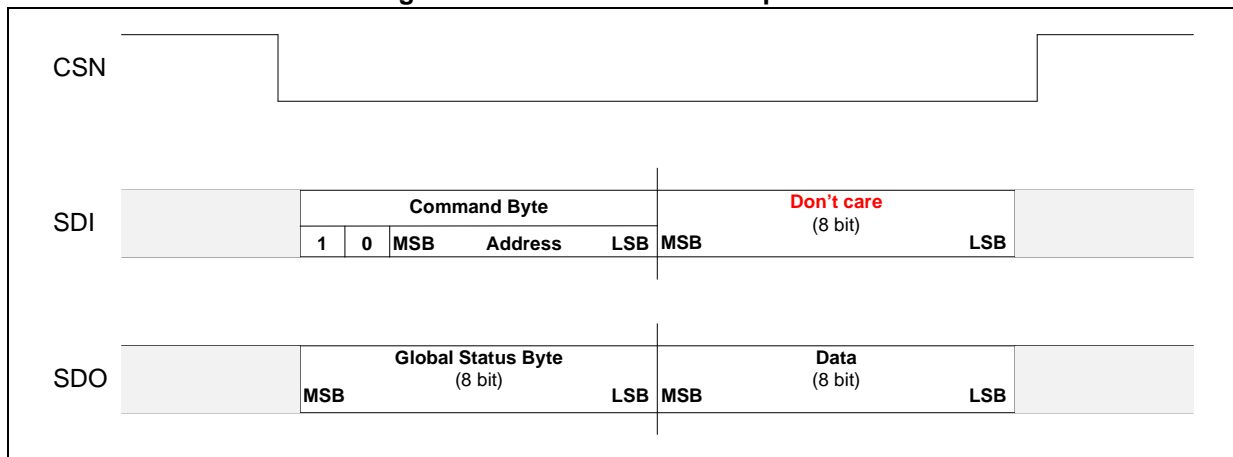 CSN
SDI
Command Byte
1 0 MSB Address LSB
Don't care
(8 bit)
MSB LSB
SDO
Global Status Byte
(8 bit)
MSB LSB
Data
(8 bit)
MSB LSB